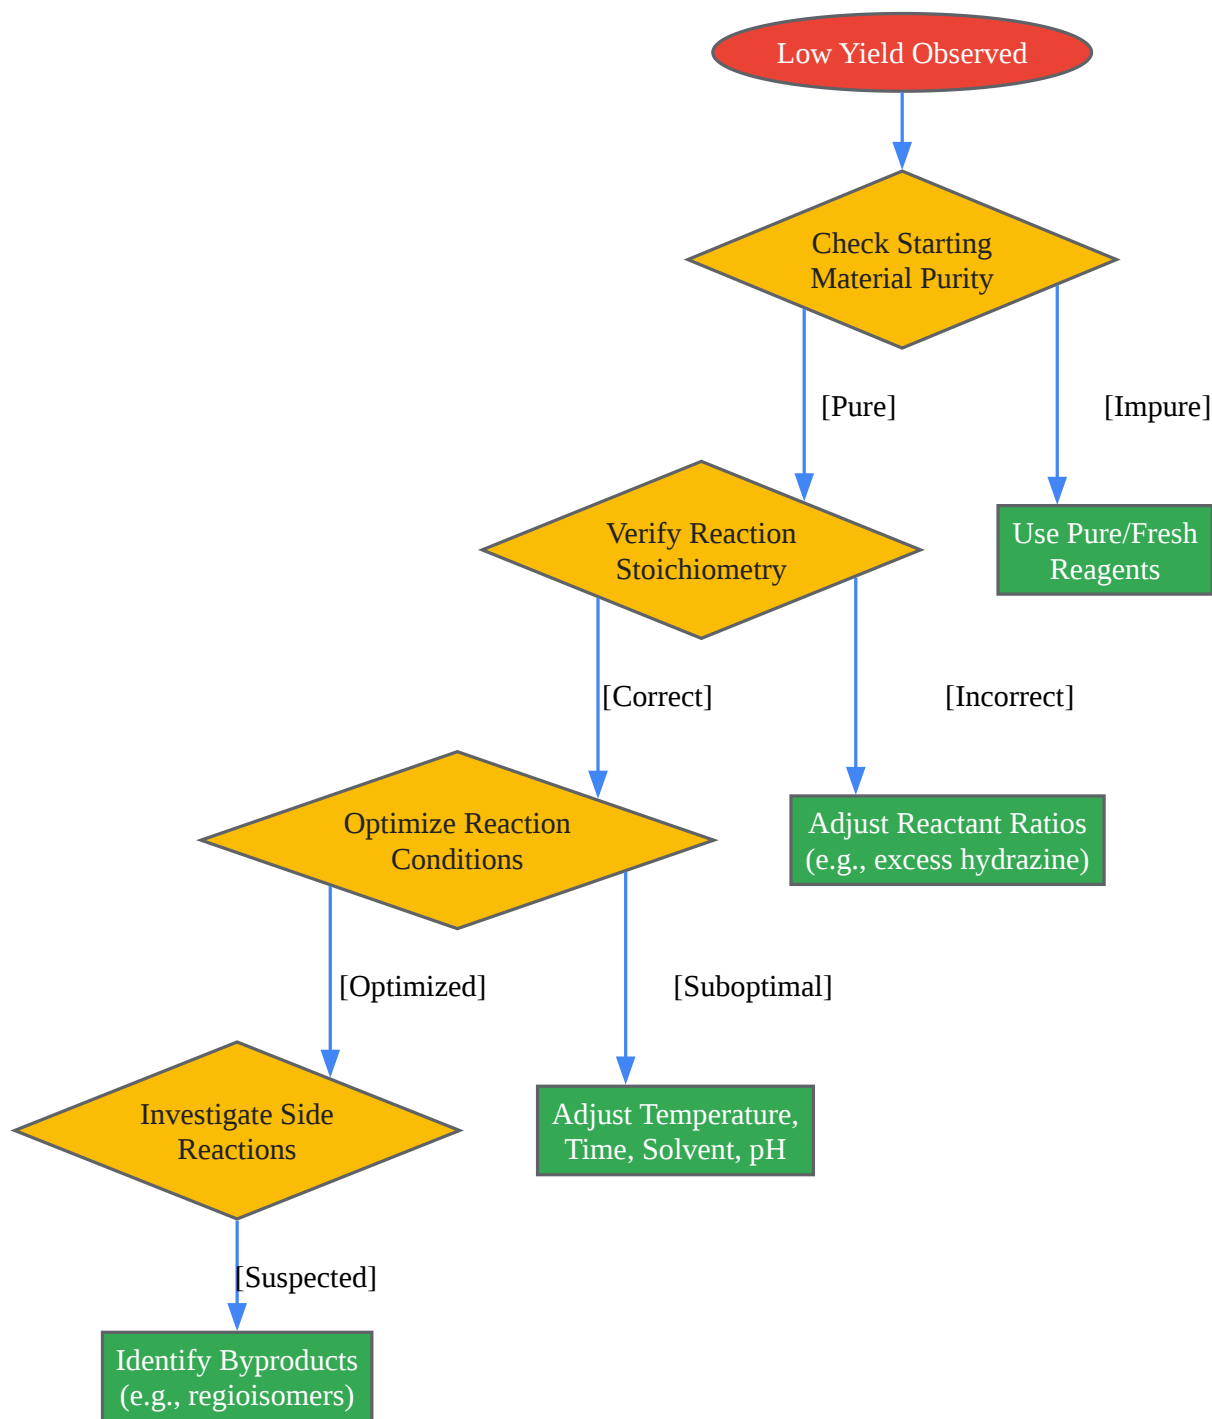 Low Yield Observed
Check Starting
Material Purity
[Pure]
[Impure]
Verify Reaction
Stoichiometry
Use Pure/Fresh
Reagents
[Correct]
[Incorrect]
Optimize Reaction
Conditions
Adjust Reactant Ratios
(e.g., excess hydrazine)
[Optimized]
[Suboptimal]
Investigate Side
Reactions
Adjust Temperature,
Time, Solvent, pH
[Suspected]
Identify Byproducts
(e.g., regioisomers)